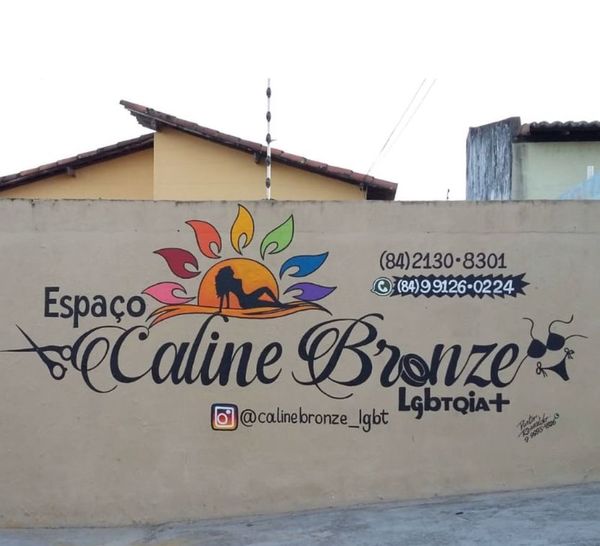 (84)2130·8301
(84)99126·0224
Espaço
Caline Bronze
LgbTQiA+
@calinebronze_lgbt